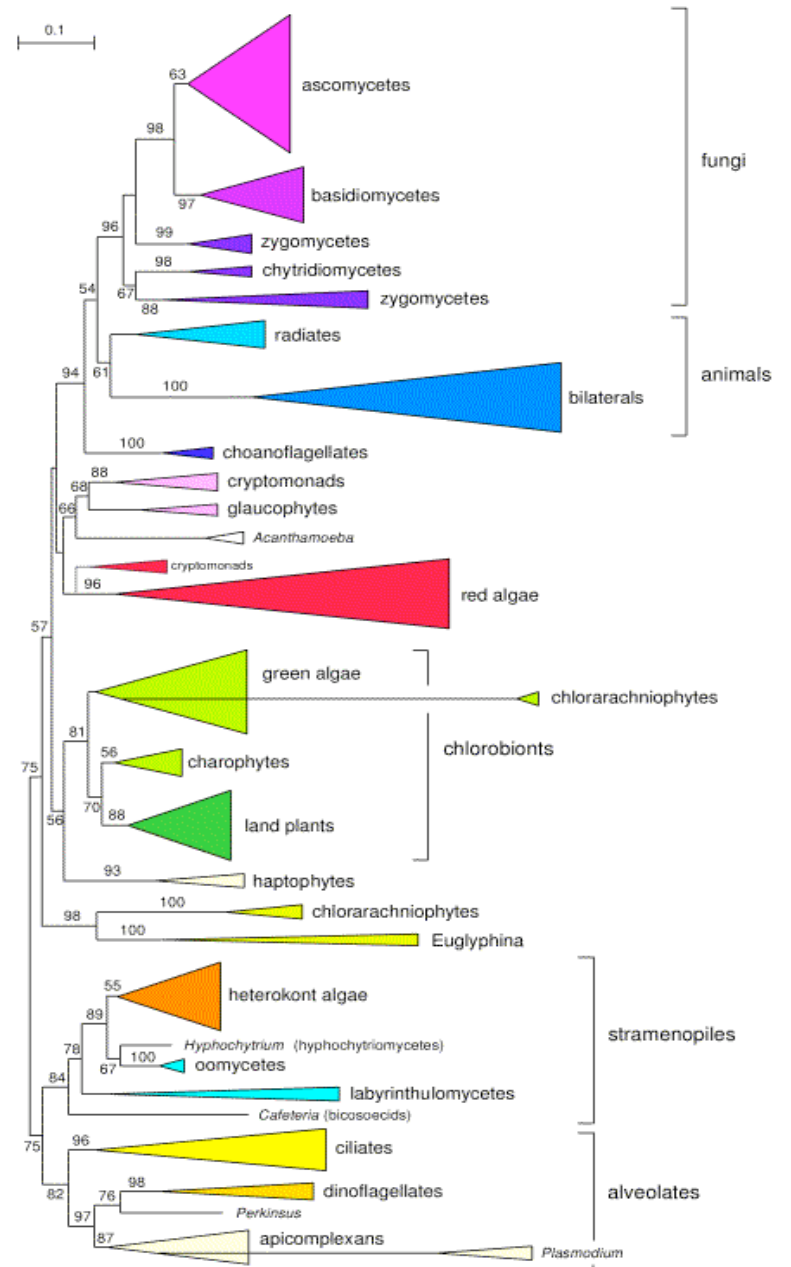 0.1
63
ascomycetes
98
fungi
97
basidiomycetes
96
99
zygomycetes
98
chytridiomycetes
54
67
88
zygomycetes
radiates
94
61
animals
100
bilaterals
100
choanoflagellates
88
cryptomonads
68
66
glaucophytes
Acanthamoeba
cryptomonads
96
red algae
57
green algae
chlorarachniophytes
81
chlorobionts
56
charophytes
75
70
88
56
land plants
93
haptophytes
100
chlorarachniophytes
98
100
Euglyphina
55
heterokont algae
89
stramenopiles
78
Hyphochytrium (hyphochytriomycetes)
67
100
oomycetes
84
labyrinthulomycetes
Cafeteria (bicosoecids)
75
96
ciliates
82
98
dinoflagellates
alveolates
76
Perkinsus
97
87
apicomplexans
Plasmodium